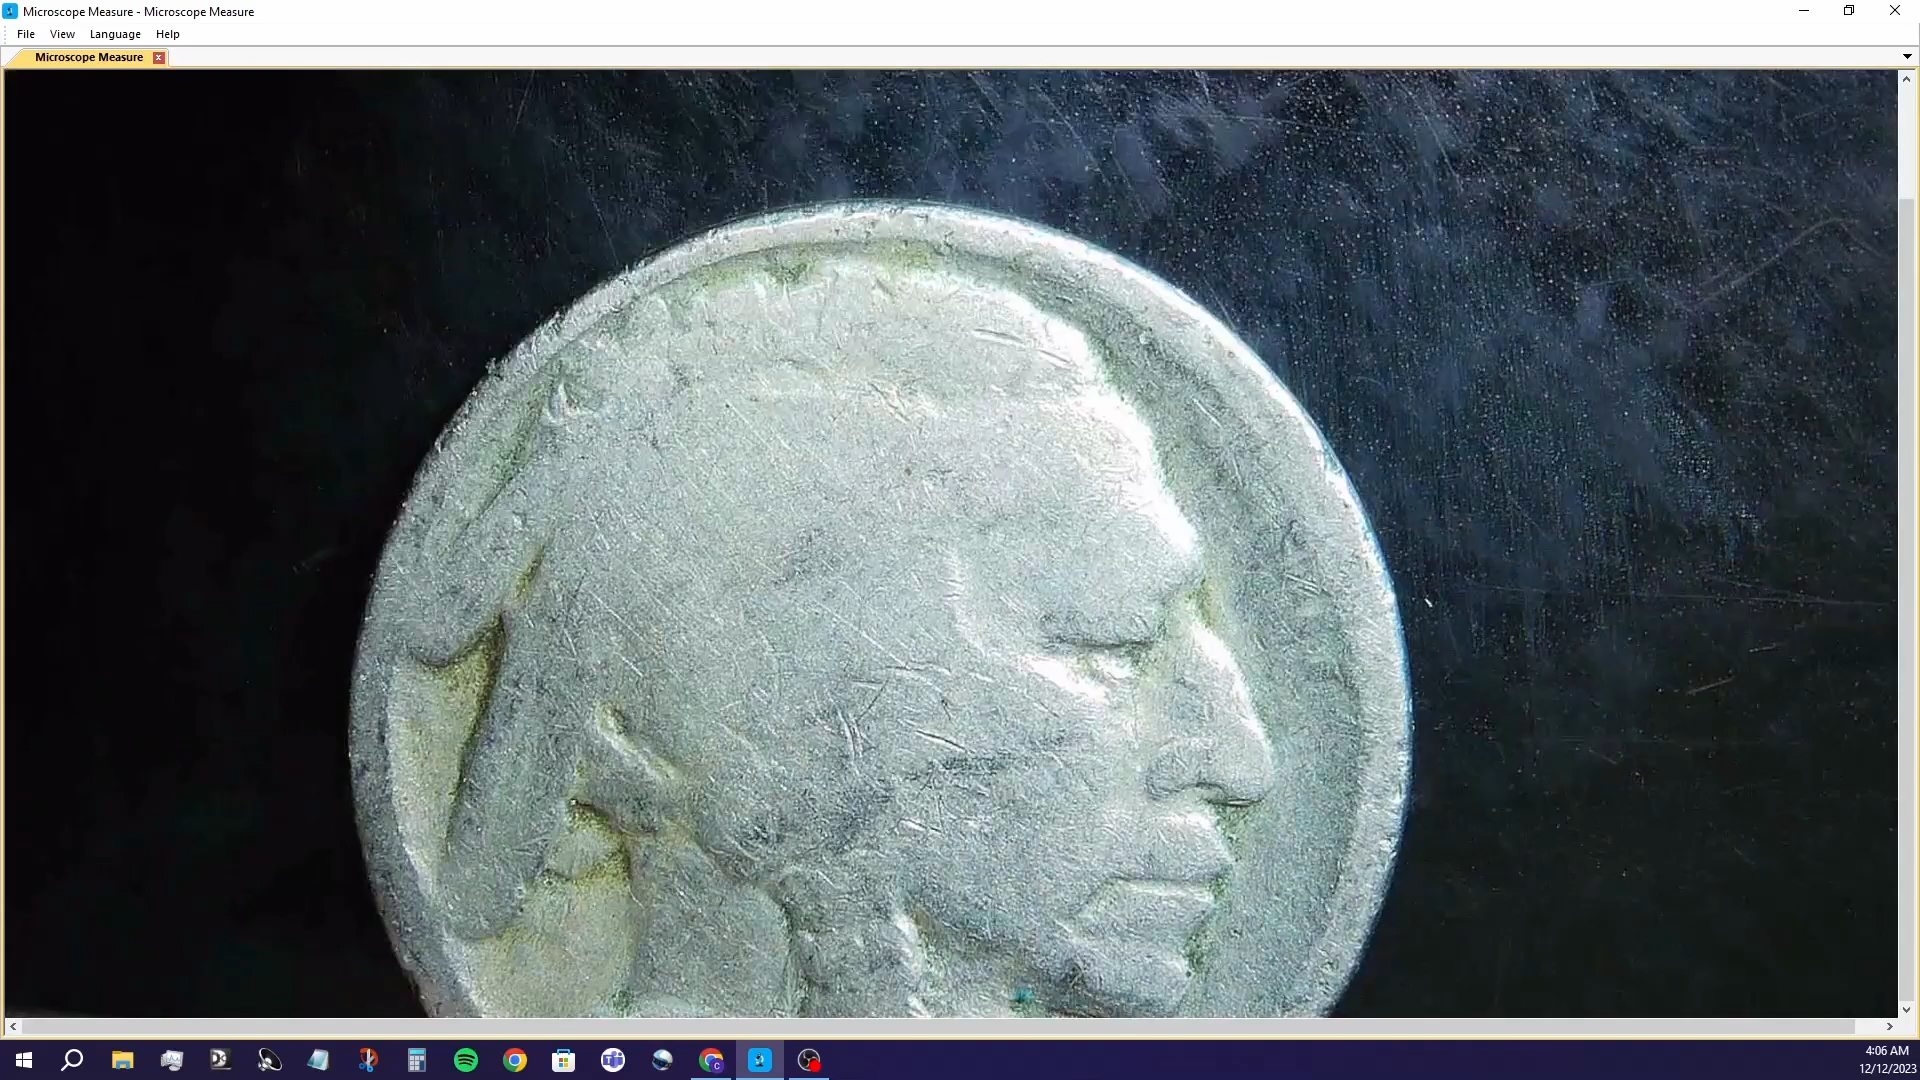 Microscope Measure - Microscope Measure
File View Language Help
Microscope Measure
4:06 AM
12/12/2023